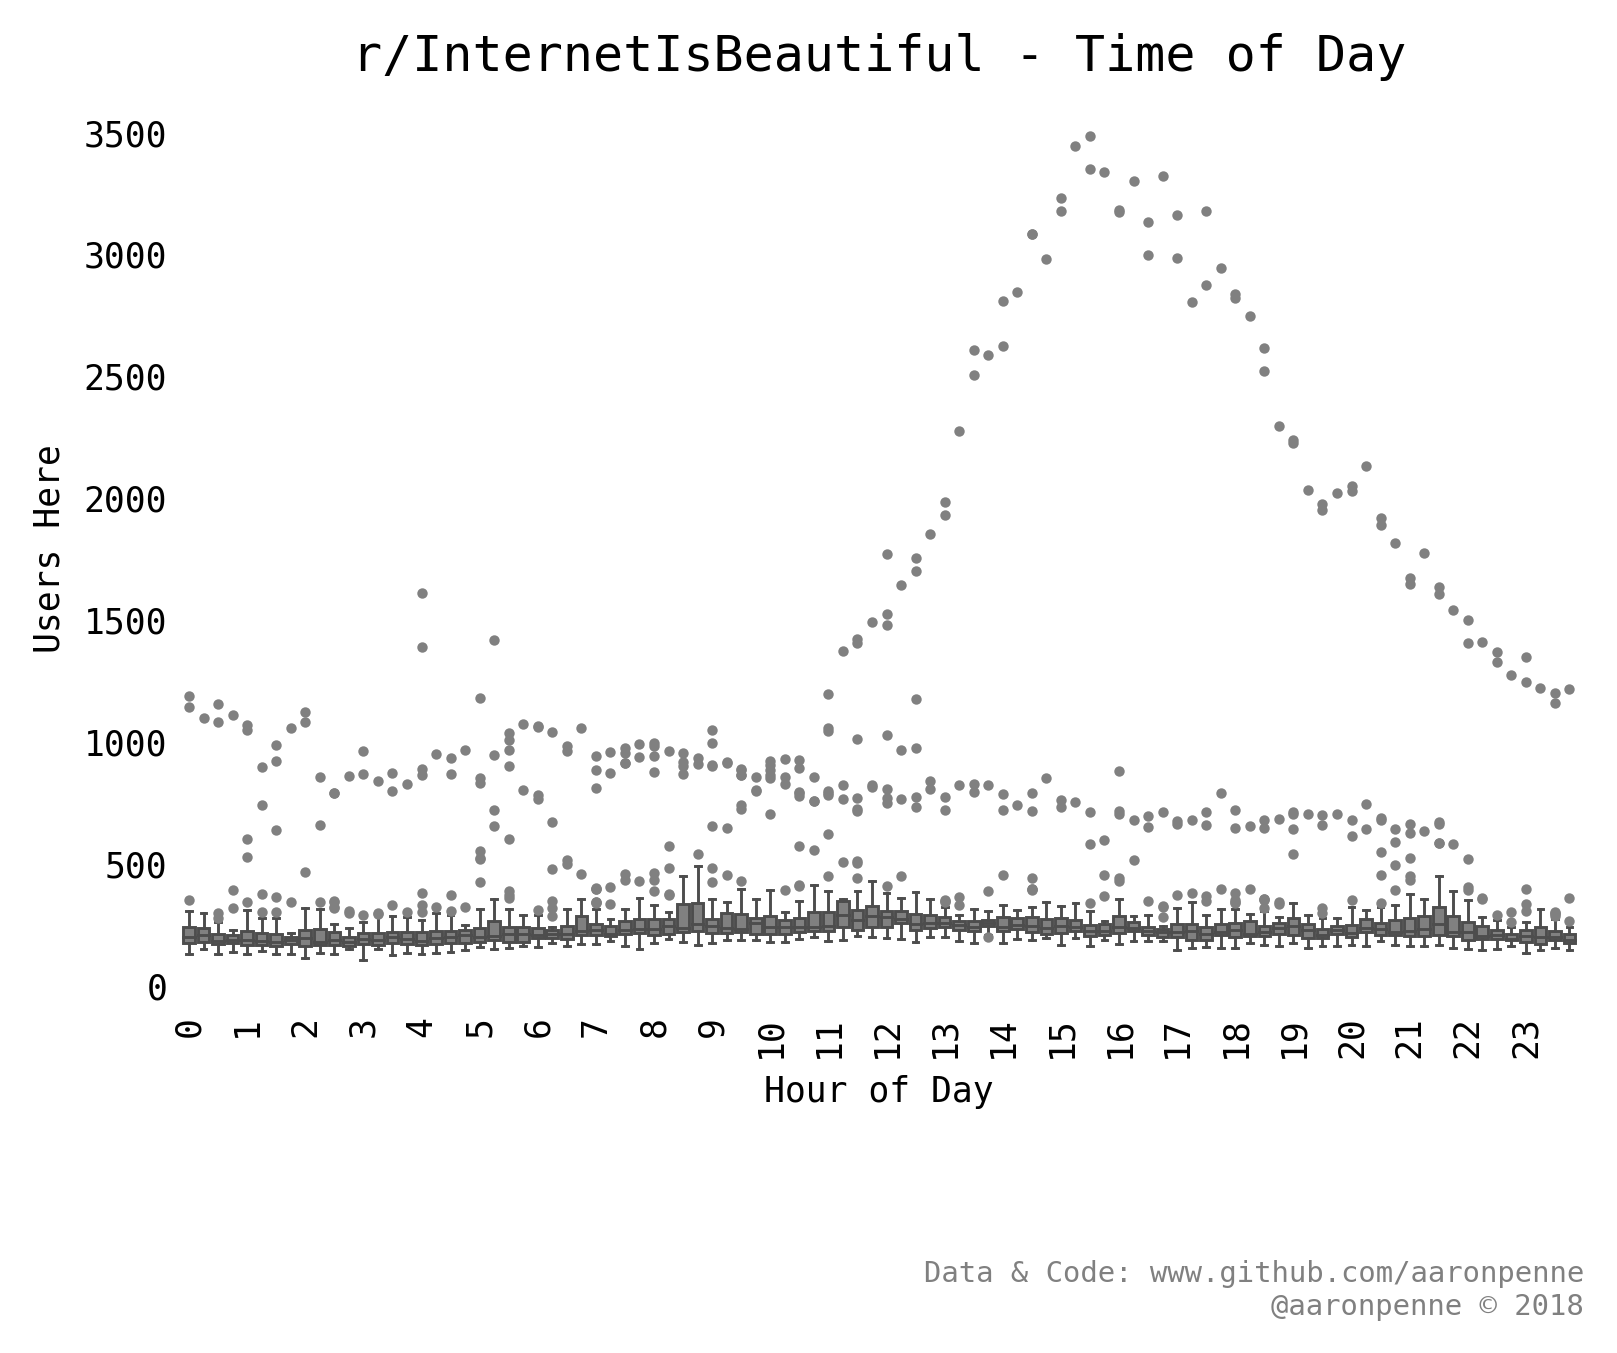 r/InternetIsBeautiful - Time of Day
3500
3000
2500
2000
1500
1000
500
0
Users Here
0 1 2 3 4 5 6 7 8 9 10 11 12 13 14 15 16 17 18 19 20 21 22 23
Hour of Day
Data & Code: www.github.com/aaronpenne
@aaronpenne © 2018